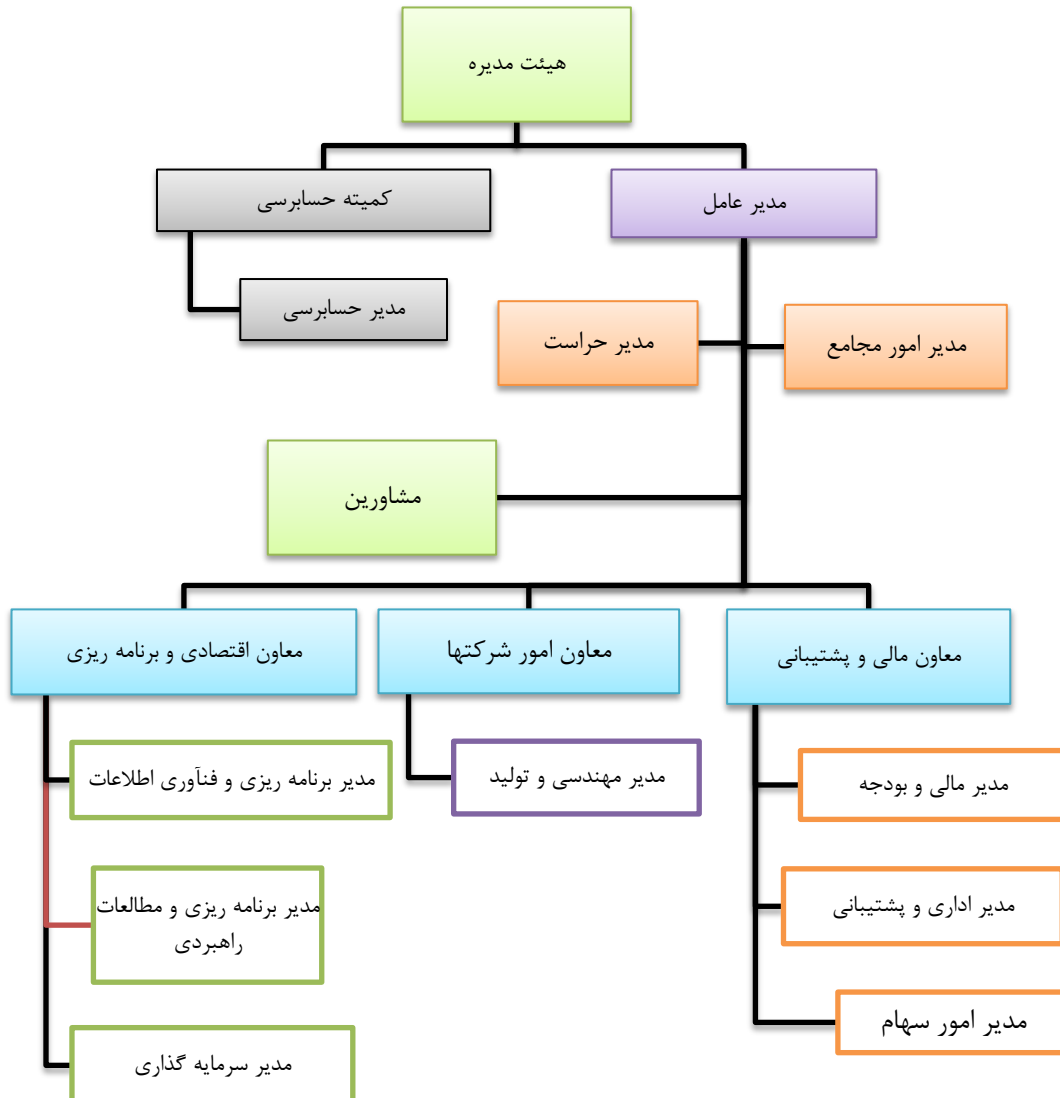 هیئت مدیره
مدیر عامل
کمیته حسابرسی
مدیر حسابرسی
مدیر امور مجامع
مدیر حراست
مشاورین
معاون مالی و پشتیبانی
معاون امور شرکتها
معاون اقتصادی و برنامه ریزی
مدیر مالی و بودجه
مدیر اداری و پشتیبانی
مدیر امور سهام
مدیر مهندسی و تولید
مدیر برنامه ریزی و فنآوری اطلاعات
مدیر برنامه ریزی و مطالعات
راهبردی
مدیر سرمایه گذاری